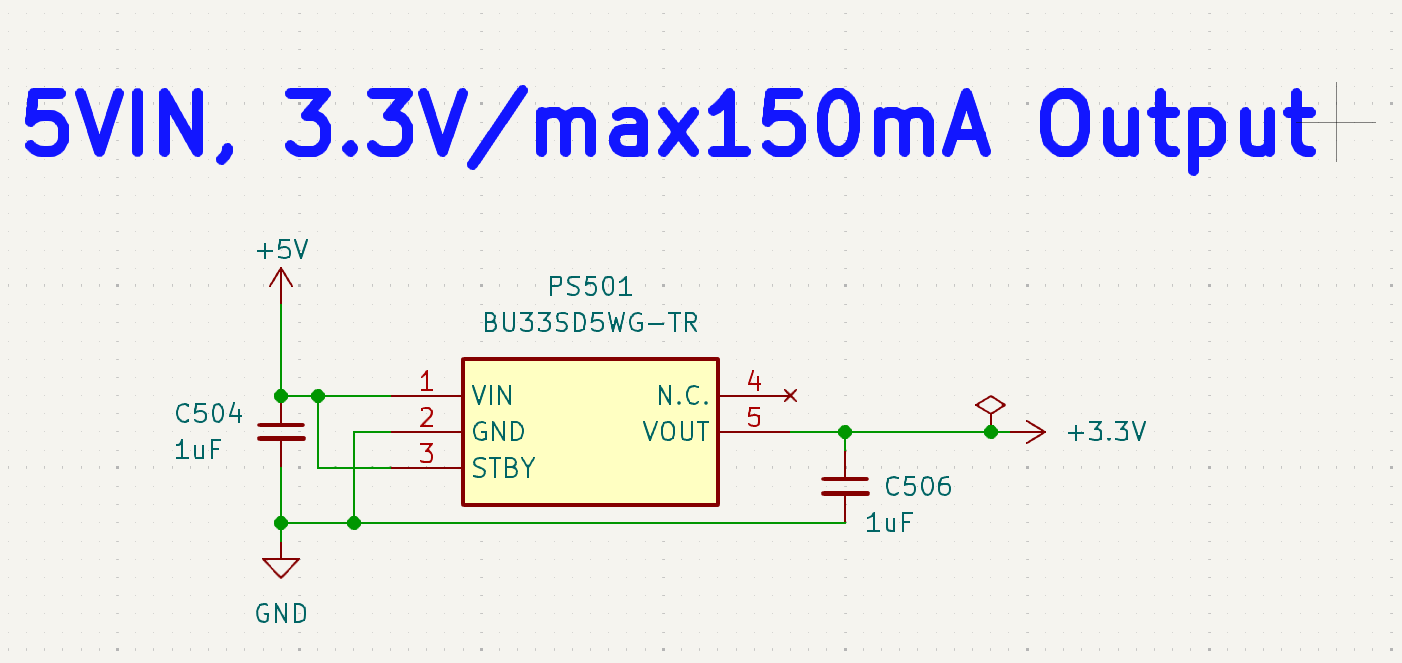 5VIN, 3.3V/max150mA Output
+5V
PS501
BU33SD5WG-TR
1
VIN
N.C.
4
C504
1uF
2
GND
VOUT
5
+3.3V
3
STBY
C506
1uF
GND